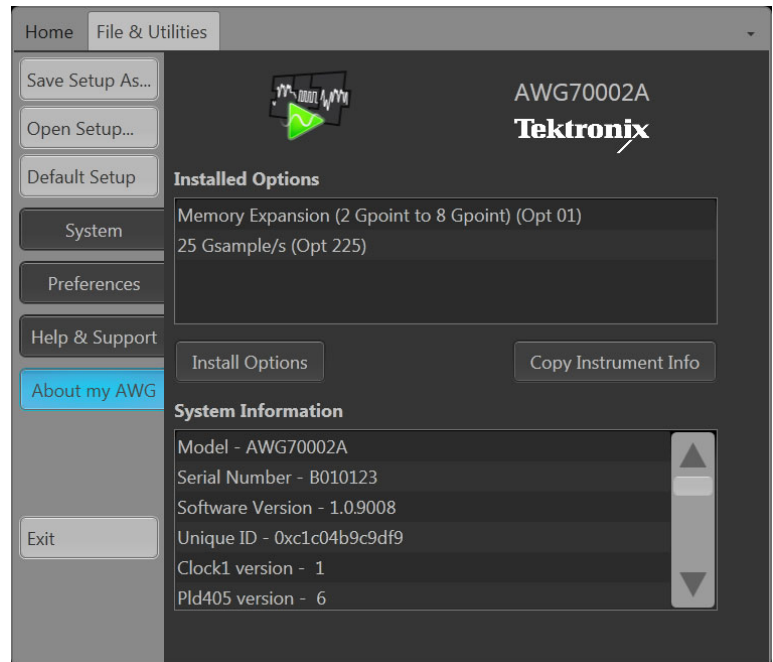 Home File & Utilities
Save Setup As...
Open Setup...
Default Setup
System
Preferences
Help & Support
About my AWG
Exit
AWG70002A
Tektronix
Installed Options
Memory Expansion (2 Gpoint to 8 Gpoint) (Opt 01)
25 Gsample/s (Opt 225)
Install Options Copy Instrument Info
System Information
Model - AWG70002A
Serial Number - B010123
Software Version - 1.0.9008
Unique ID - 0xc1c04b9c9df9
Clock1 version - 1
Pld405 version - 6